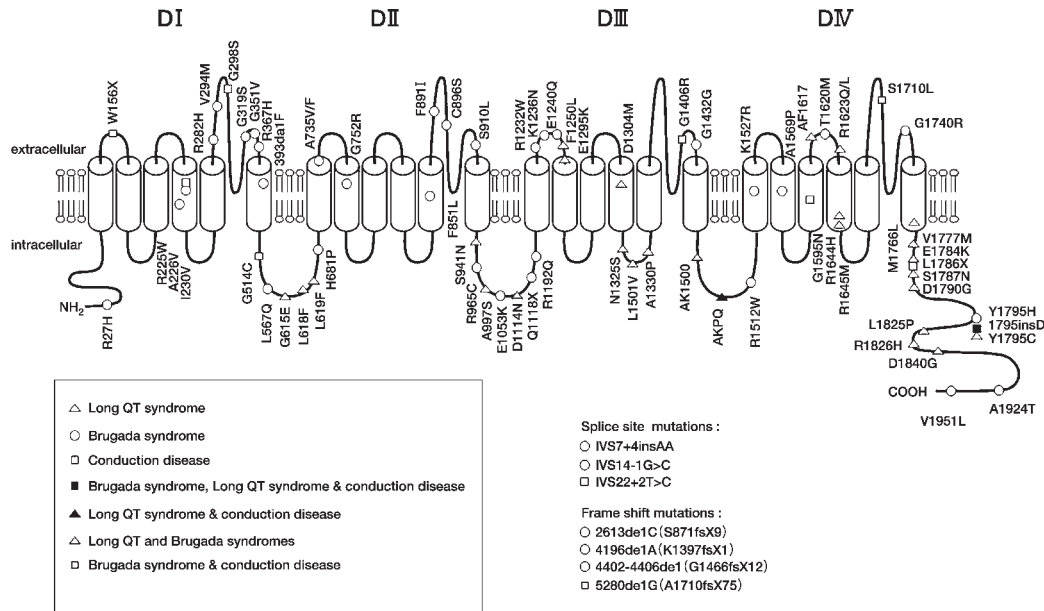 DⅠ
DⅡ
DⅢ
DⅣ
extracellular
intracellular
NH2
R27H
W156X
R225W
A226V
I230V
R282H
V294M
G298S
G319S
G351V
R367H
393da1F
G514C
L567Q
G615E
L618F
L619F
H681P
A735V/F
G752R
F851L
F891I
C896S
S910L
S941N
R965C
A997S
E1053K
D1114N
Q1118X
R1192Q
R1232W
K1236N
E1240Q
F1250L
E1295K
D1304M
N1325S
L1501V
A1330P
G1406R
G1432G
AK1500
AKPQ
R1512W
K1527R
A1569P
AF1617
T1620M
R1623Q/L
G1595N
R1644H
R1645M
S1710L
G1740R
M1766L
V1777M
E1784K
L1786X
S1787N
D1790G
Y1795H
1795insD
Y1795C
L1825P
R1826H
D1840G
COOH
V1951L
A1924T
Long QT syndrome
Brugada syndrome
Conduction disease
Brugada syndrome, Long QT syndrome & conduction disease
Long QT syndrome & conduction disease
Long QT and Brugada syndromes
Brugada syndrome & conduction disease
Splice site mutations :
IVS7+4insAA
IVS14-1G>C
IVS22+2T>C
Frame shift mutations :
2613de1C(S871fsX9)
4196de1A(K1397fsX1)
4402-4406de1(G1466fsX12)
5280de1G(A1710fsX75)